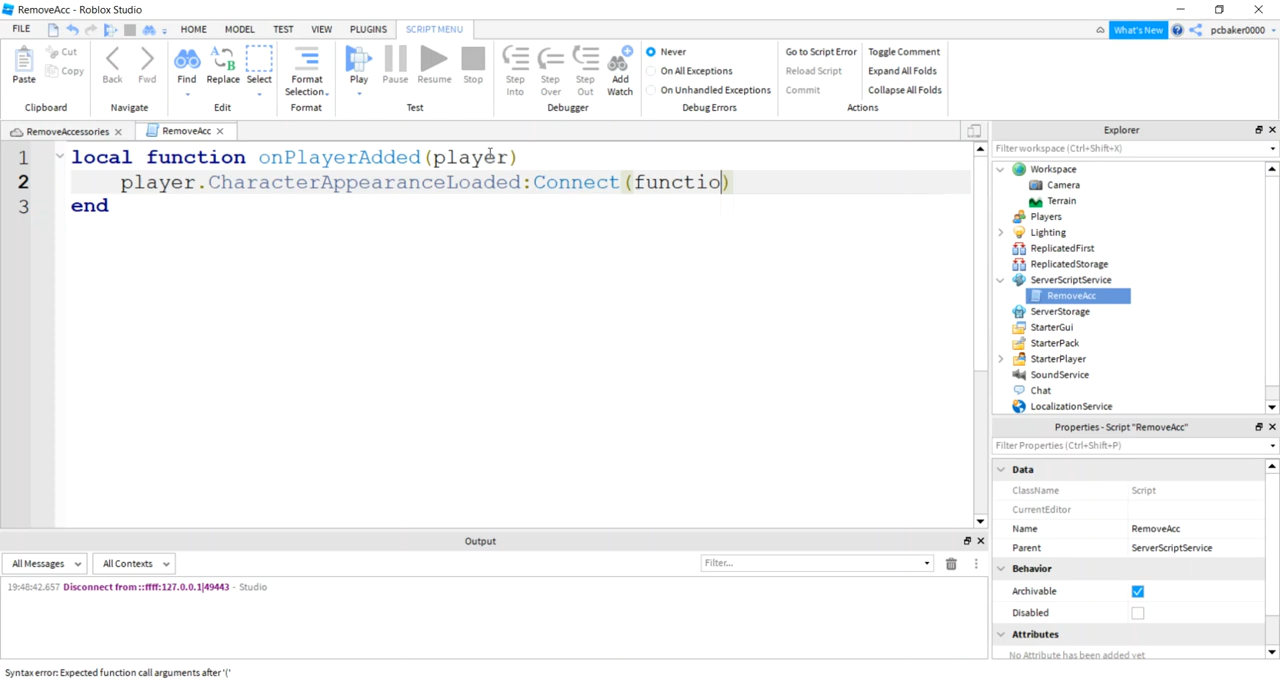 RemoveAcc - Roblox Studio
FILE HOME MODEL TEST VIEW PLUGINS SCRIPT MENU What's New pcbaker0000
Paste Cut Copy Back Fwd Find Replace Select Format Selection Play Pause Resume Stop Step Into Step Over Step Out Add Watch Never On All Exceptions On Unhandled Exceptions Go to Script Error Reload Script Commit Toggle Comment Expand All Folds Collapse All Folds
Clipboard Navigate Edit Format Test Debugger Debug Errors Actions
RemoveAccessories RemoveAcc
1 local function onPlayerAdded(player)
2 player.CharacterAppearanceLoaded:Connect(functio)
3 end
Explorer
Filter workspace (Ctrl+Shift+X)
Workspace
Camera
Terrain
Players
Lighting
ReplicatedFirst
ReplicatedStorage
ServerScriptService
RemoveAcc
ServerStorage
StarterGui
StarterPack
StarterPlayer
SoundService
Chat
LocalizationService
Properties - Script "RemoveAcc"
Filter Properties (Ctrl+Shift+P)
Data
ClassName Script
CurrentEditor
Name RemoveAcc
Parent ServerScriptService
Behavior
Archivable
Disabled
Attributes
No Attribute has been added yet
Output
All Messages All Contexts Filter...
19:48:42.657 Disconnect from ::ffff:127.0.0.1|49443 - Studio
Syntax error: Expected function call arguments after '('